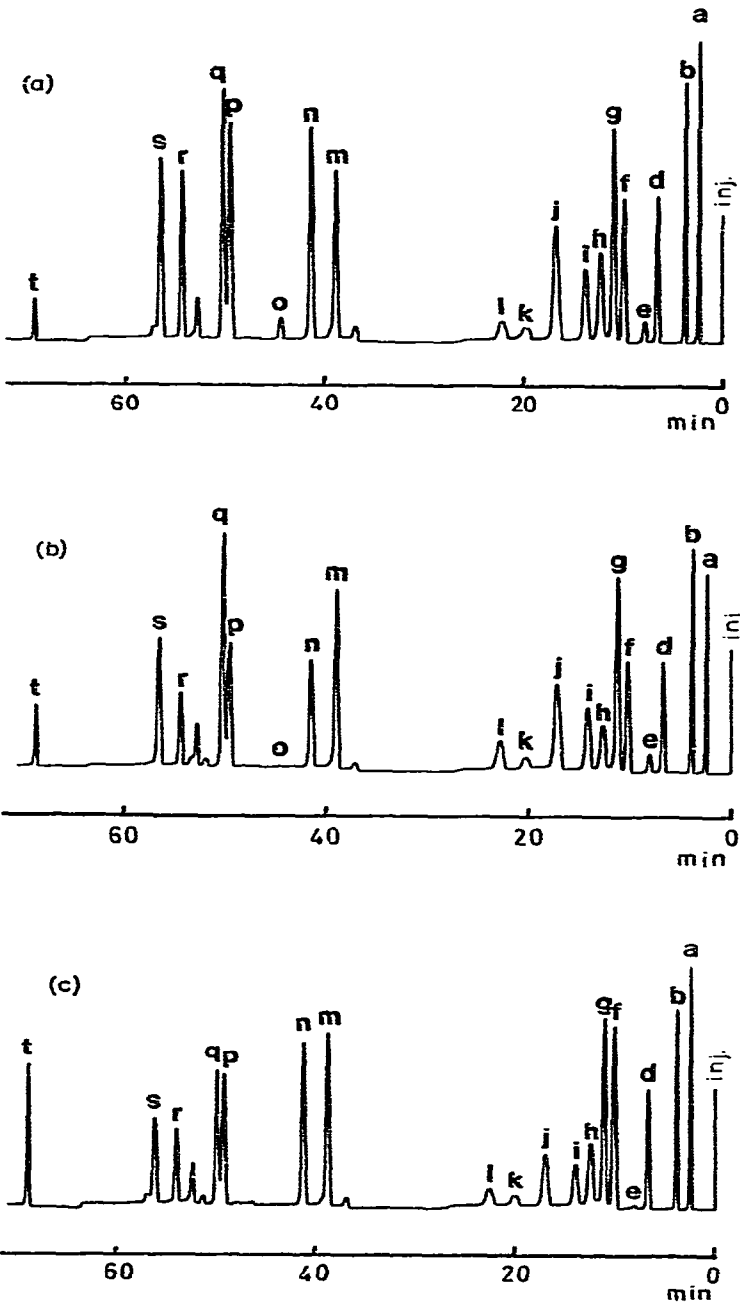 (a)
s r q p o n m l k j i h g f e d b a inj.
t
60 40 20 0
min
(b)
t s r q p o n m l k j i h g f e d b a inj
60 40 20 0
min
(c)
t s r q p n m l k j i h g f e d b a inj.
60 40 20 0
min